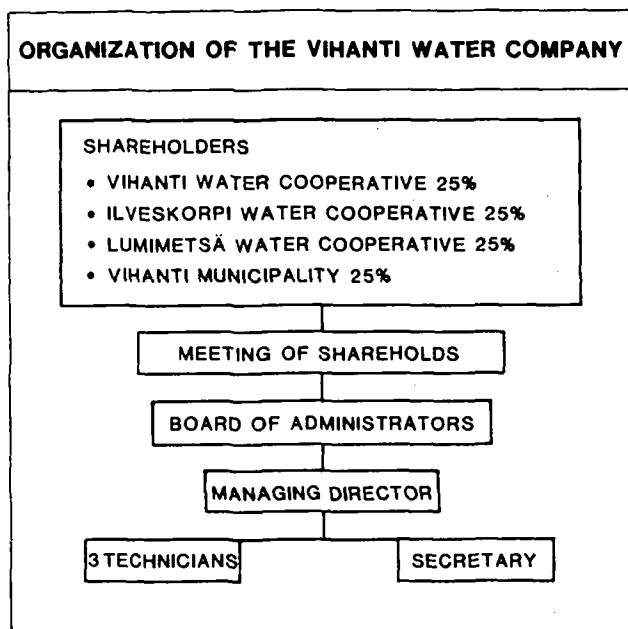 ORGANIZATION OF THE VIHANTI WATER COMPANY
SHAREHOLDERS
• VIHANTI WATER COOPERATIVE 25%
• ILVESKORPI WATER COOPERATIVE 25%
• LUMIMETSÄ WATER COOPERATIVE 25%
• VIHANTI MUNICIPALITY 25%
MEETING OF SHAREHOLDS
BOARD OF ADMINISTRATORS
MANAGING DIRECTOR
3 TECHNICIANS
SECRETARY